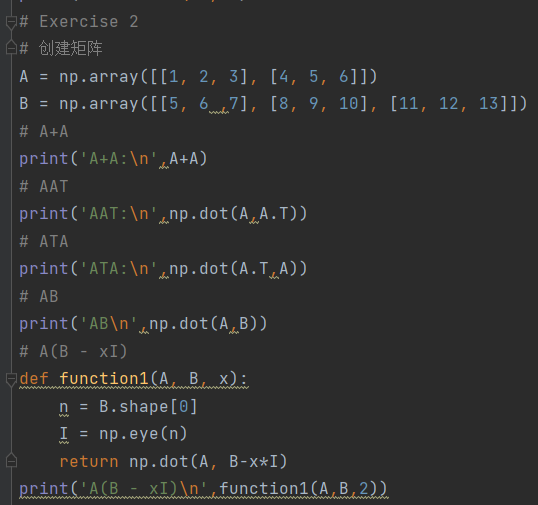 # Exercise 2
# 创建矩阵
A = np.array([[1, 2, 3], [4, 5, 6]])
B = np.array([[5, 6 ,7], [8, 9, 10], [11, 12, 13]])
# A+A
print('A+A:\n',A+A)
# AAT
print('AAT:\n',np.dot(A,A.T))
# ATA
print('ATA:\n',np.dot(A.T,A))
# AB
print('AB\n',np.dot(A,B))
# A(B - xI)
def function1(A, B, x):
    n = B.shape[0]
    I = np.eye(n)
    return np.dot(A, B-x*I)
print('A(B - xI)\n',function1(A,B,2))